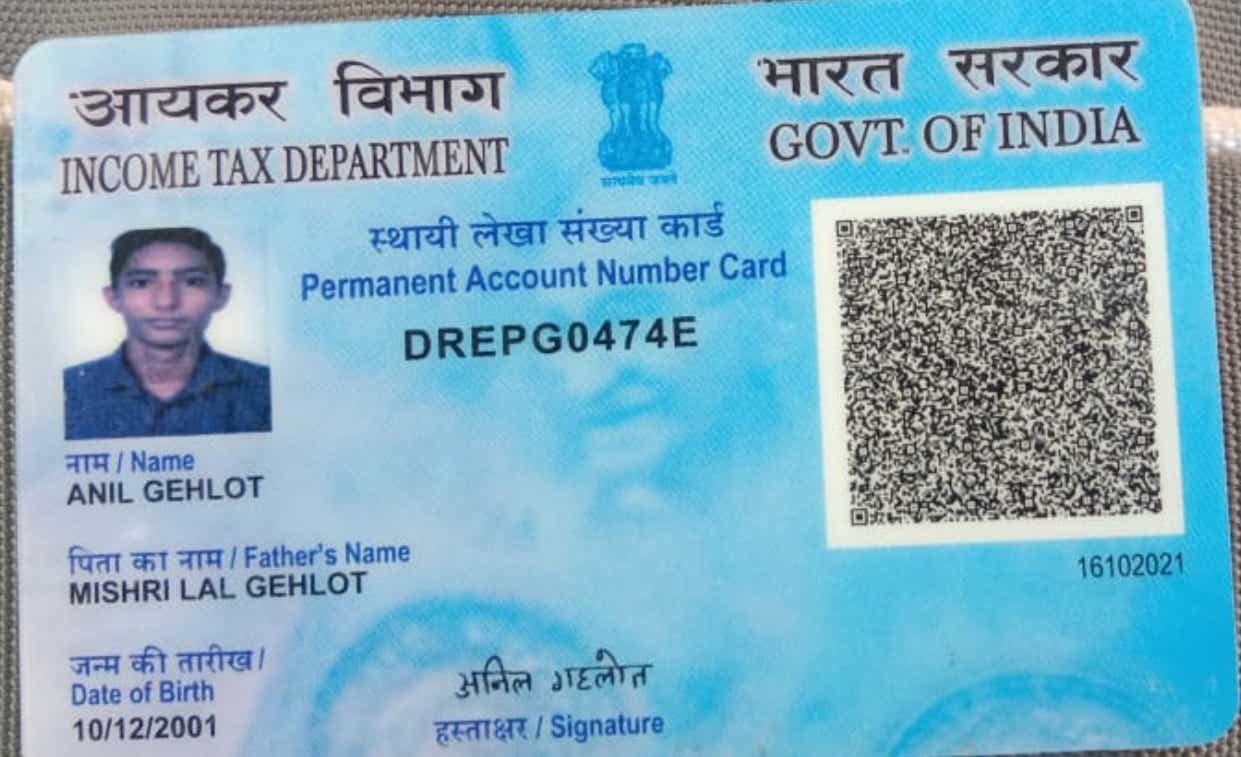 आयकर विभाग
INCOME TAX DEPARTMENT
सत्यमेव जयते
भारत सरकार
GOVT. OF INDIA
स्थायी लेखा संख्या कार्ड
Permanent Account Number Card
DREPG0474E
नाम / Name
ANIL GEHLOT
पिता का नाम / Father's Name
MISHRI LAL GEHLOT
16102021
जन्म की तारीख /
Date of Birth
10/12/2001
अनिल गहलोत
हस्ताक्षर / Signature